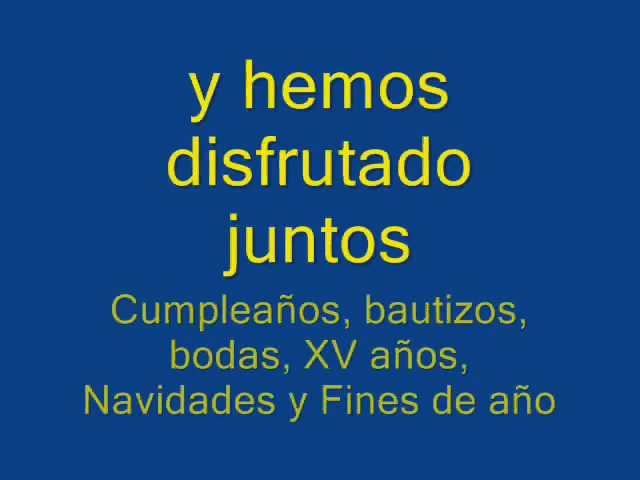 y hemos
disfrutado
juntos
Cumpleaños, bautizos,
bodas, XV años,
Navidades y Fines de año